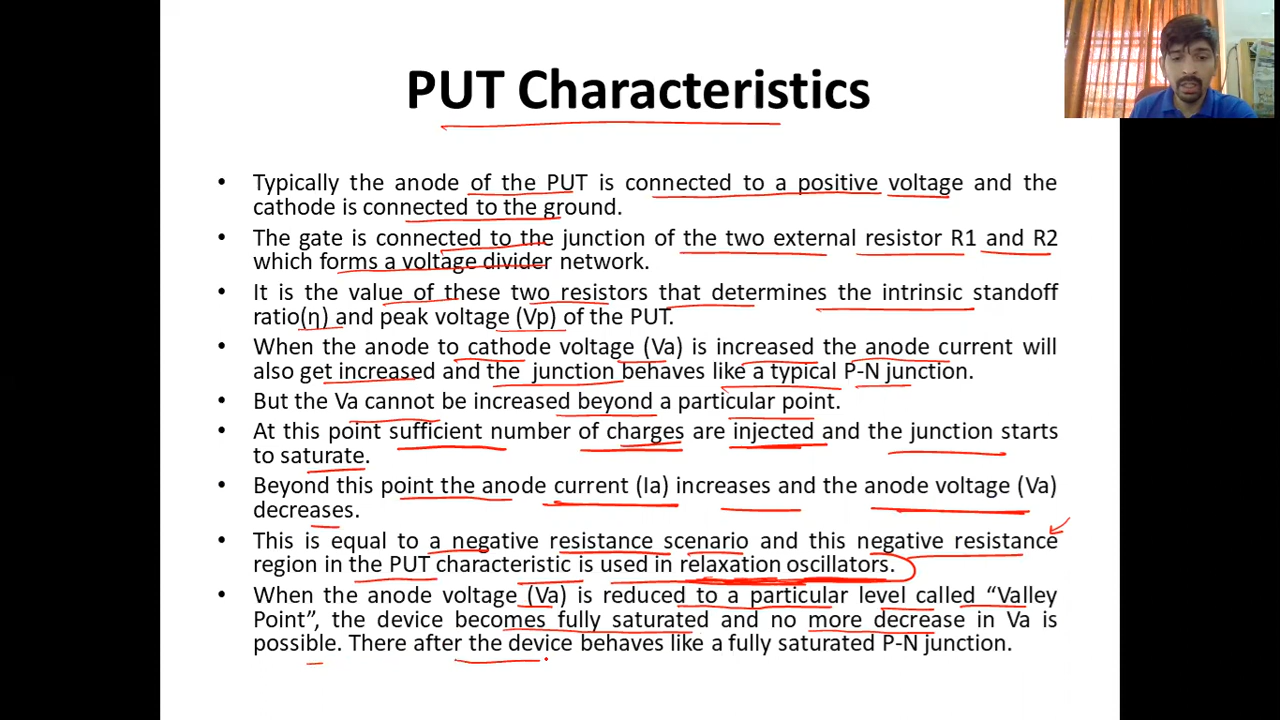 PUT Characteristics
• Typically the anode of the PUT is connected to a positive voltage and the
cathode is connected to the ground.
• The gate is connected to the junction of the two external resistor R1 and R2
which forms a voltage divider network.
• It is the value of these two resistors that determines the intrinsic standoff
ratio(η) and peak voltage (Vp) of the PUT.
• When the anode to cathode voltage (Va) is increased the anode current will
also get increased and the junction behaves like a typical P-N junction.
• But the Va cannot be increased beyond a particular point.
• At this point sufficient number of charges are injected and the junction starts
to saturate.
• Beyond this point the anode current (Ia) increases and the anode voltage (Va)
decreases.
• This is equal to a negative resistance scenario and this negative resistance
region in the PUT characteristic is used in relaxation oscillators.
• When the anode voltage (Va) is reduced to a particular level called “Valley
Point”, the device becomes fully saturated and no more decrease in Va is
possible. There after the device behaves like a fully saturated P-N junction.